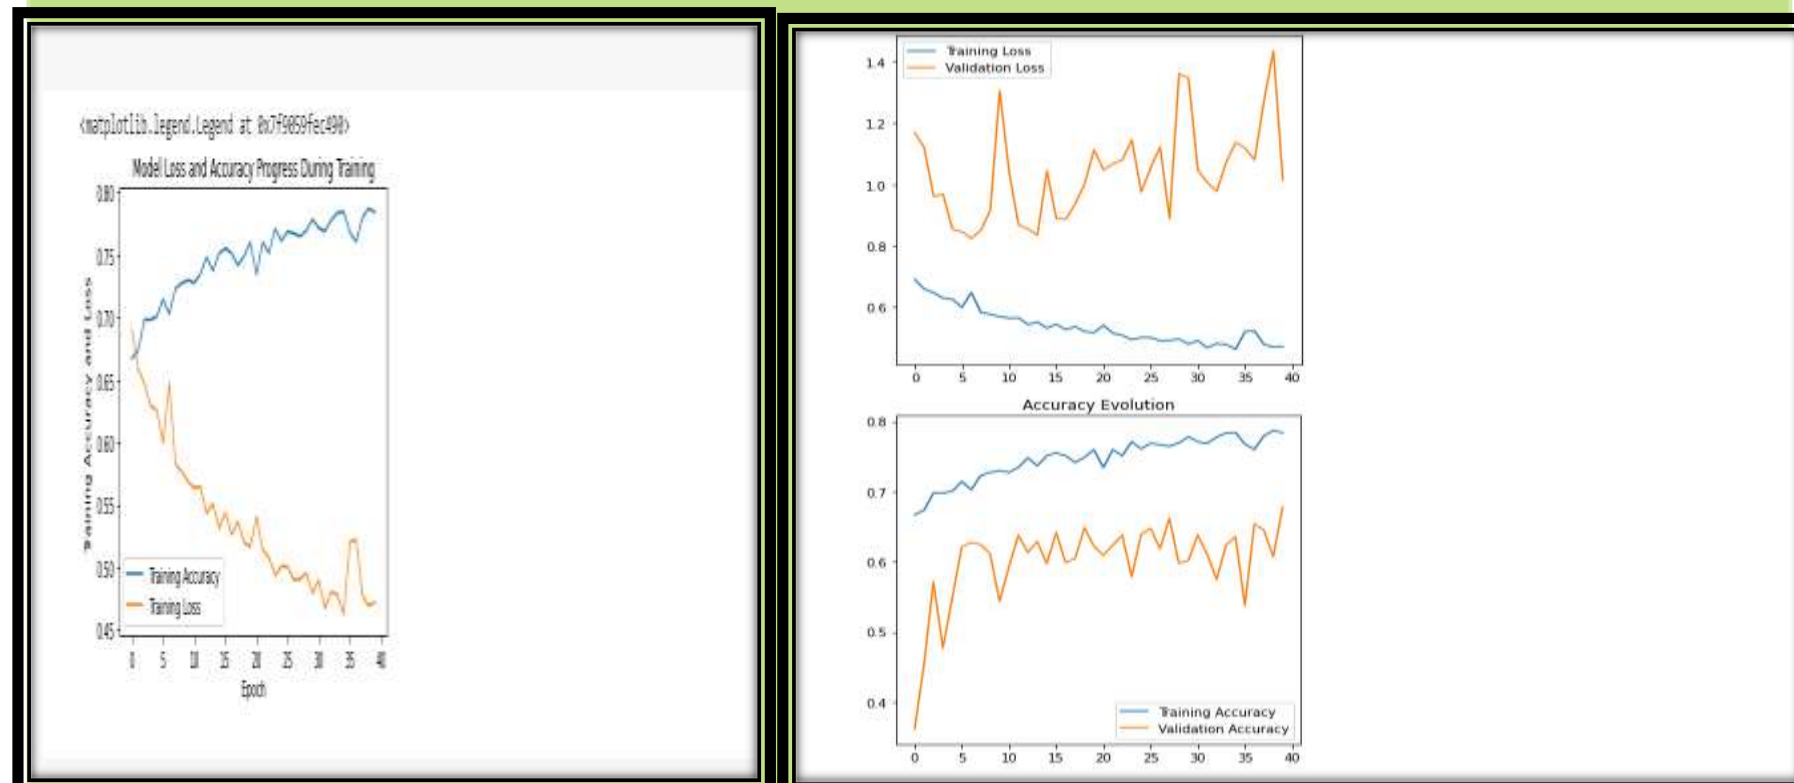 <matplotlib.legend.Legend at 0x7f9059fec490>
Model Loss and Accuracy Progress During Training
0.80
0.75
0.70
0.65
0.60
0.55
0.50
0.45
Training Accuracy and Loss
Training Accuracy
Training Loss
0 5 10 15 20 25 30 35 40
Epoch
Training Loss
Validation Loss
1.4
1.2
1.0
0.8
0.6
0 5 10 15 20 25 30 35 40
Accuracy Evolution
0.8
0.7
0.6
0.5
0.4
Training Accuracy
Validation Accuracy
0 5 10 15 20 25 30 35 40